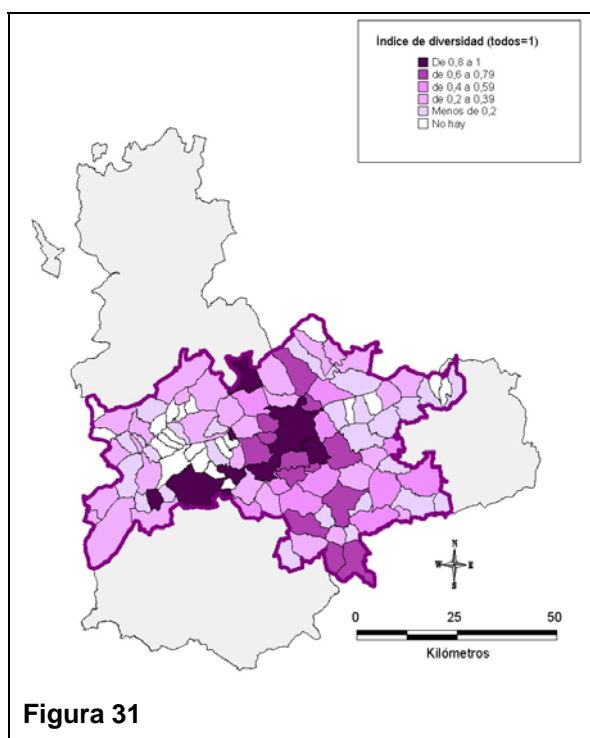 Índice de diversidad (todos=1)
De 0,8 a 1
de 0,6 a 0,79
de 0,4 a 0,59
de 0,2 a 0,39
Menos de 0,2
No hay
N
W E
S
0 25 50
Kilómetros
Figura 31